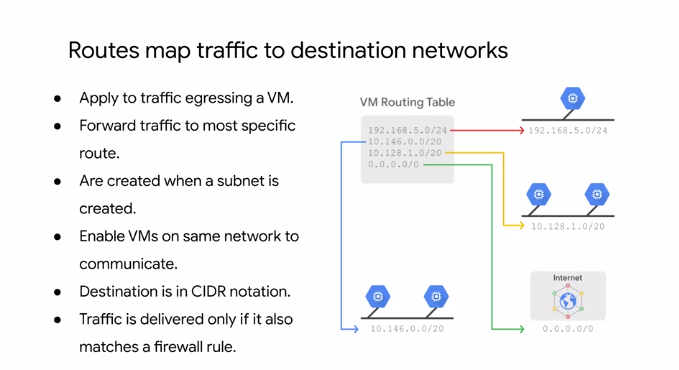 Routes map traffic to destination networks
● Apply to traffic egressing a VM.
● Forward traffic to most specific
route.
● Are created when a subnet is
created.
● Enable VMs on same network to
communicate.
● Destination is in CIDR notation.
● Traffic is delivered only if it also
matches a firewall rule.
VM Routing Table
192.168.5.0/24
10.146.0.0/20
10.128.1.0/20
0.0.0.0/0
192.168.5.0/24
10.128.1.0/20
Internet
0.0.0.0/0
10.146.0.0/20